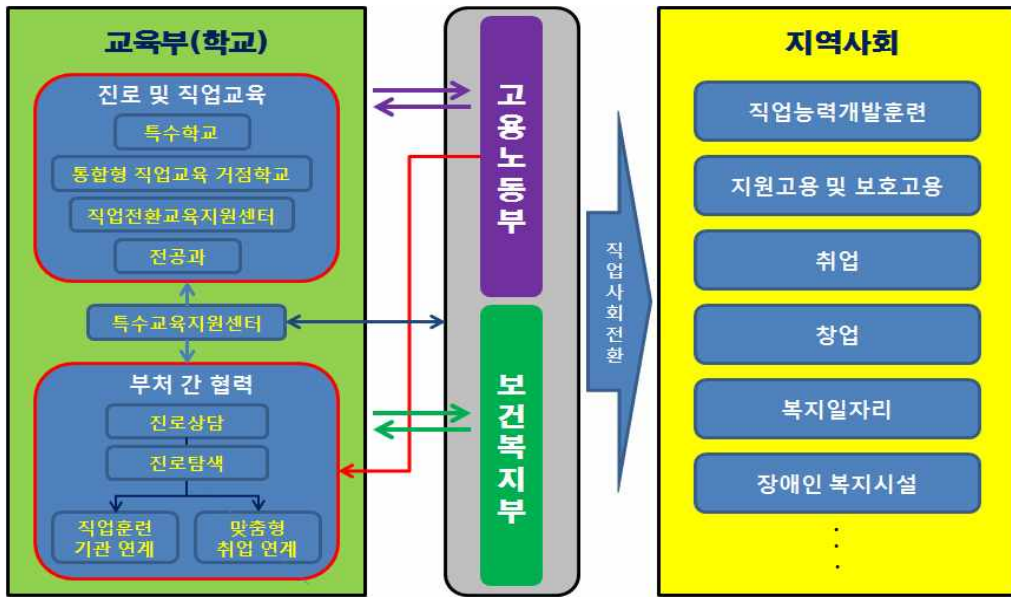 교육부(학교)
진로 및 직업교육
특수학교
통합형 직업교육 거점학교
직업전환교육지원센터
전공과
특수교육지원센터
부처 간 협력
진로상담
진로탐색
직업훈련
기관 연계
맞춤형
취업 연계
고용노동부
보건복지부
직업사회전환
지역사회
직업능력개발훈련
지원고용 및 보호고용
취업
창업
복지일자리
장애인 복지시설